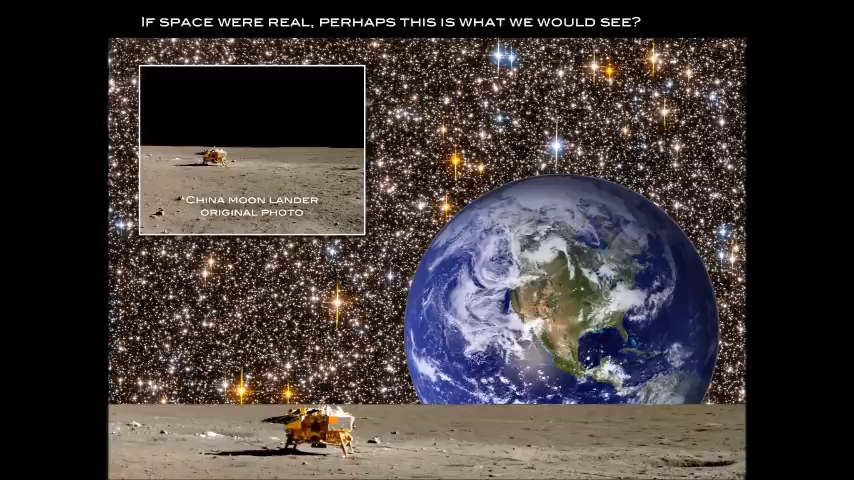 If space were real, perhaps this is what we would see?
*China moon lander
original photo